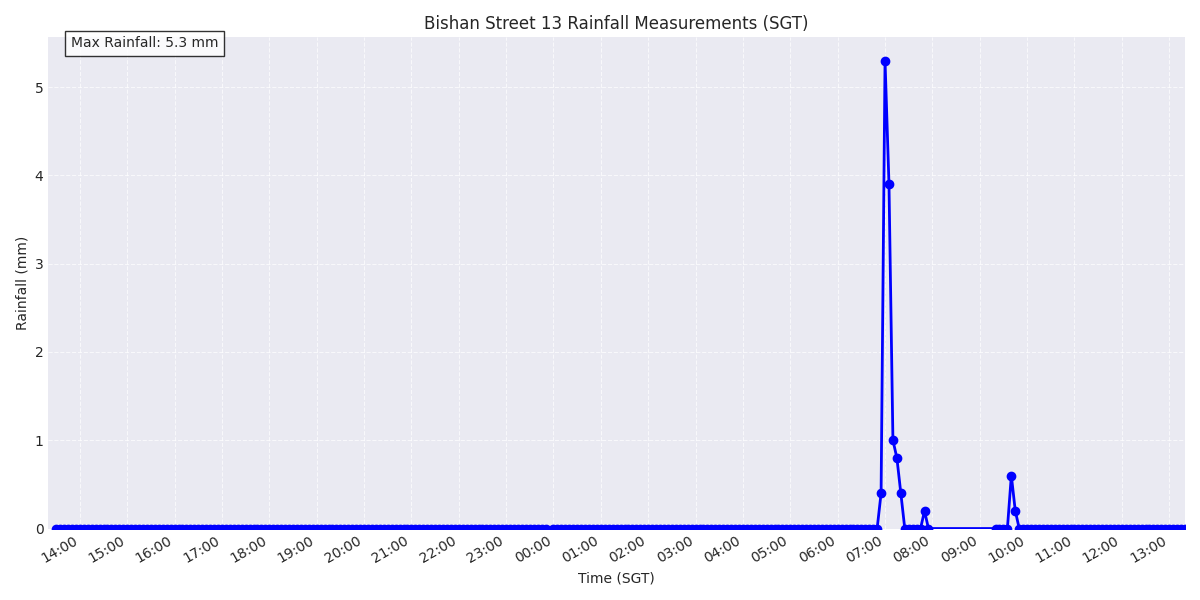 Bishan Street 13 Rainfall Measurements (SGT)
Max Rainfall: 5.3 mm
Rainfall (mm)
5
4
3
2
1
0
14:00 15:00 16:00 17:00 18:00 19:00 20:00 21:00 22:00 23:00 00:00 01:00 02:00 03:00 04:00 05:00 06:00 07:00 08:00 09:00 10:00 11:00 12:00 13:00
Time (SGT)